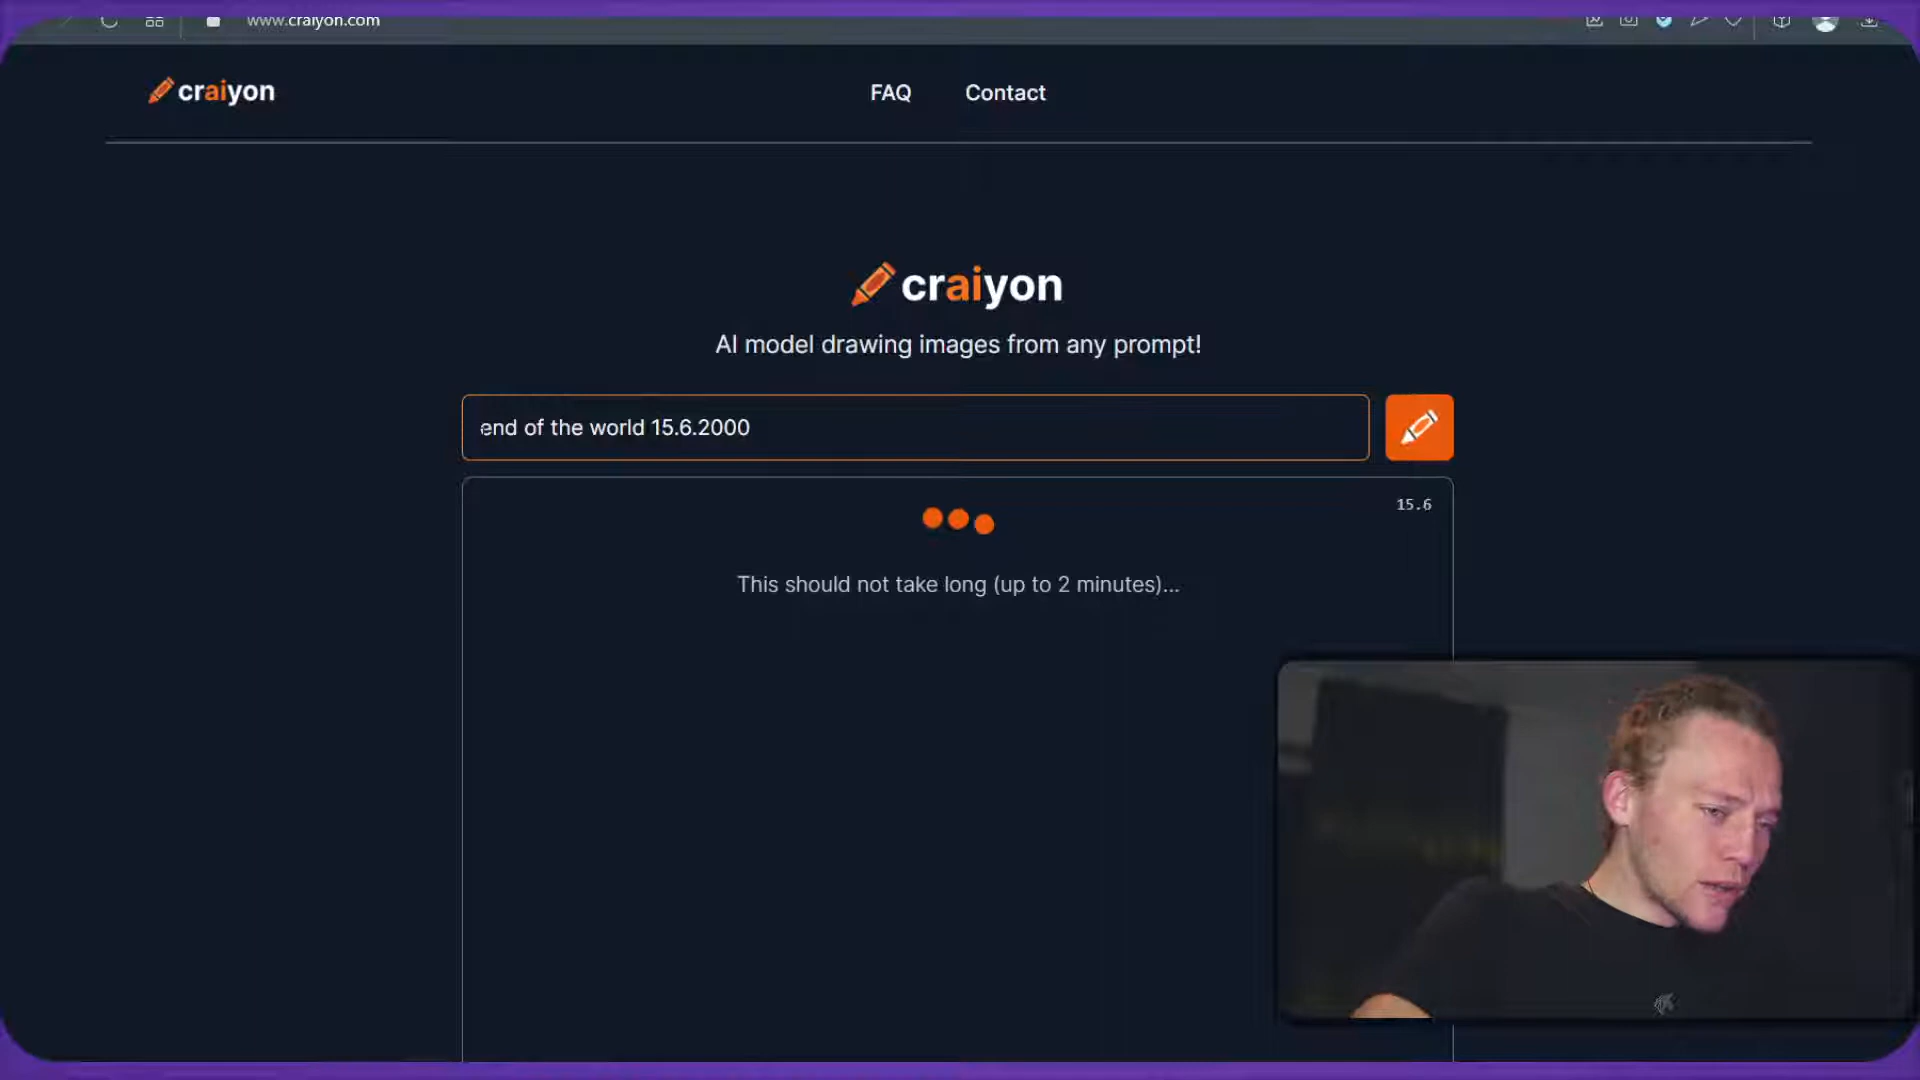 www.craiyon.com
craiyon
FAQ
Contact
craiyon
AI model drawing images from any prompt!
end of the world 15.6.2000
15.6
This should not take long (up to 2 minutes)...